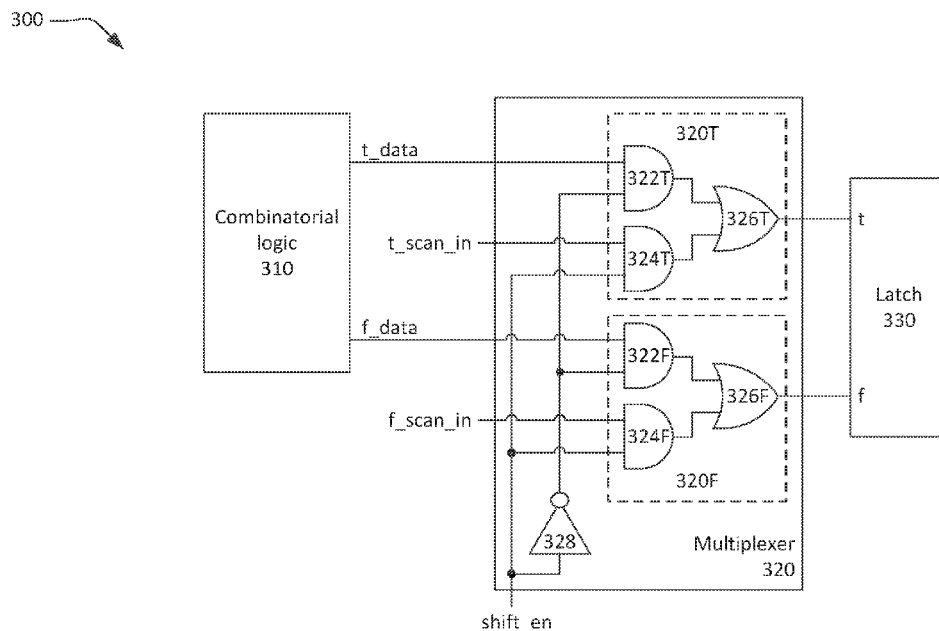 300
320T
t_data
322T
Combinatorial
logic
310
326T
t
t_scan_in
324T
Latch
330
f_data
322F
326F
f
f_scan_in
324F
320F
328
Multiplexer
320
shift_en